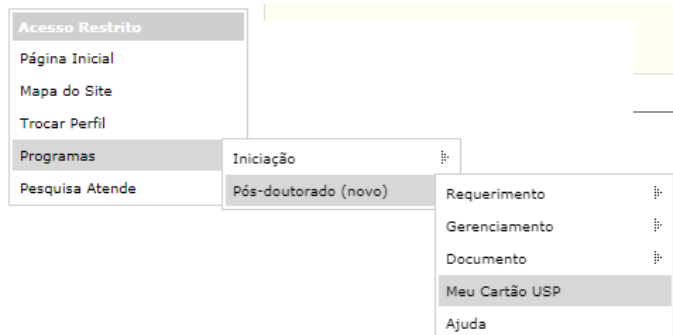 Acesso Restrito
Página Inicial
Mapa do Site
Trocar Perfil
Programas
Pesquisa Atende
Iniciação
Pós-doutorado (novo)
Requerimento
Gerenciamento
Documento
Meu Cartão USP
Ajuda